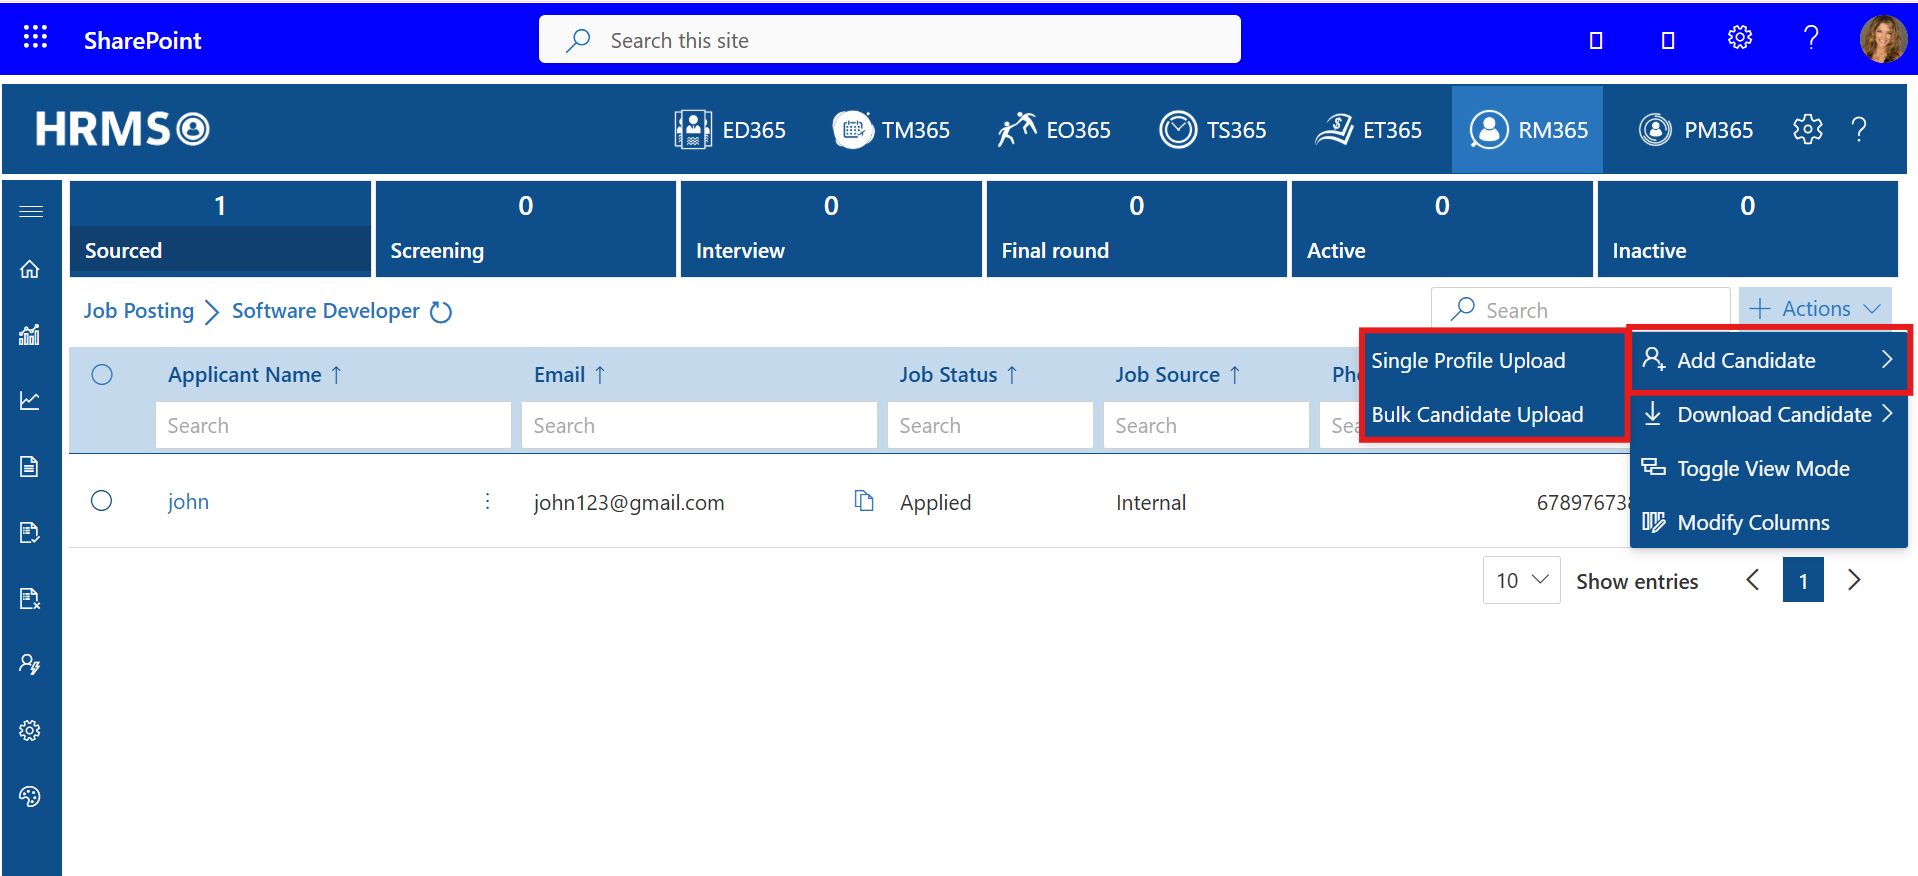 SharePoint
Search this site
HRMS
ED365
TM365
EO365
TS365
ET365
RM365
PM365
1
Sourced
0
Screening
0
Interview
0
Final round
0
Active
0
Inactive
Job Posting
Software Developer
Search
Actions
Applicant Name ↑
Email ↑
Job Status ↑
Job Source ↑
Search
Search
Search
Search
Single Profile Upload
Bulk Candidate Upload
Add Candidate
Download Candidate
Toggle View Mode
Modify Columns
john
john123@gmail.com
Applied
Internal
10
Show entries
1